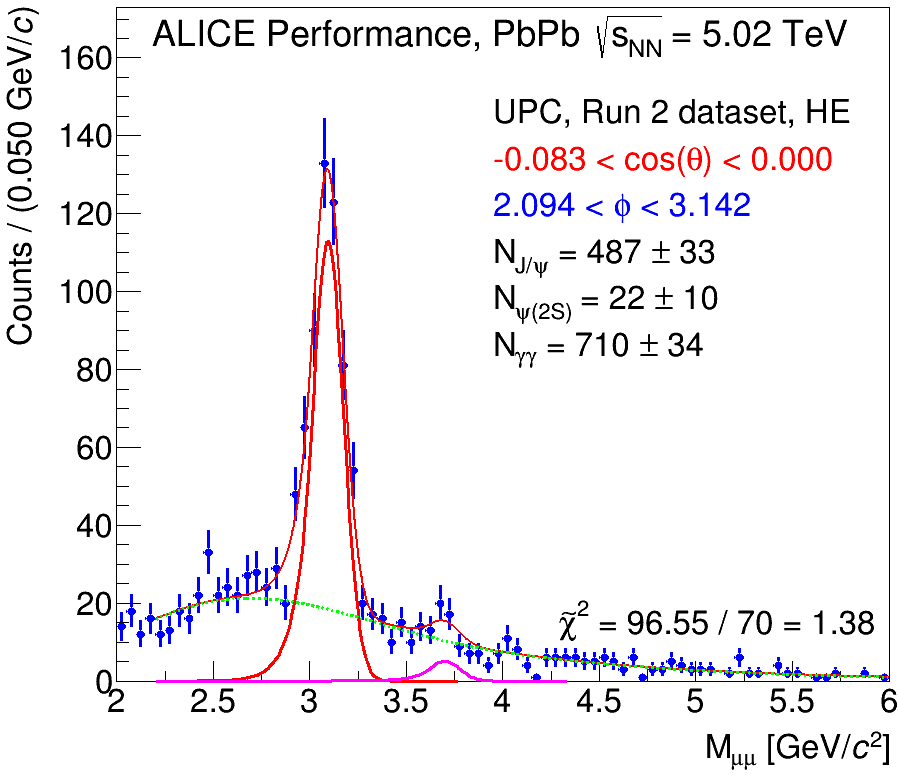 ALICE Performance, PbPb √s_NN = 5.02 TeV
UPC, Run 2 dataset, HE
-0.083 < cos(θ) < 0.000
2.094 < ϕ < 3.142
N_J/ψ = 487 ± 33
N_ψ(2S) = 22 ± 10
N_γγ = 710 ± 34
χ̃² = 96.55 / 70 = 1.38
Counts / (0.050 GeV/c)
160
140
120
100
80
60
40
20
0
2 2.5 3 3.5 4 4.5 5 5.5 6
M_μμ [GeV/c²]